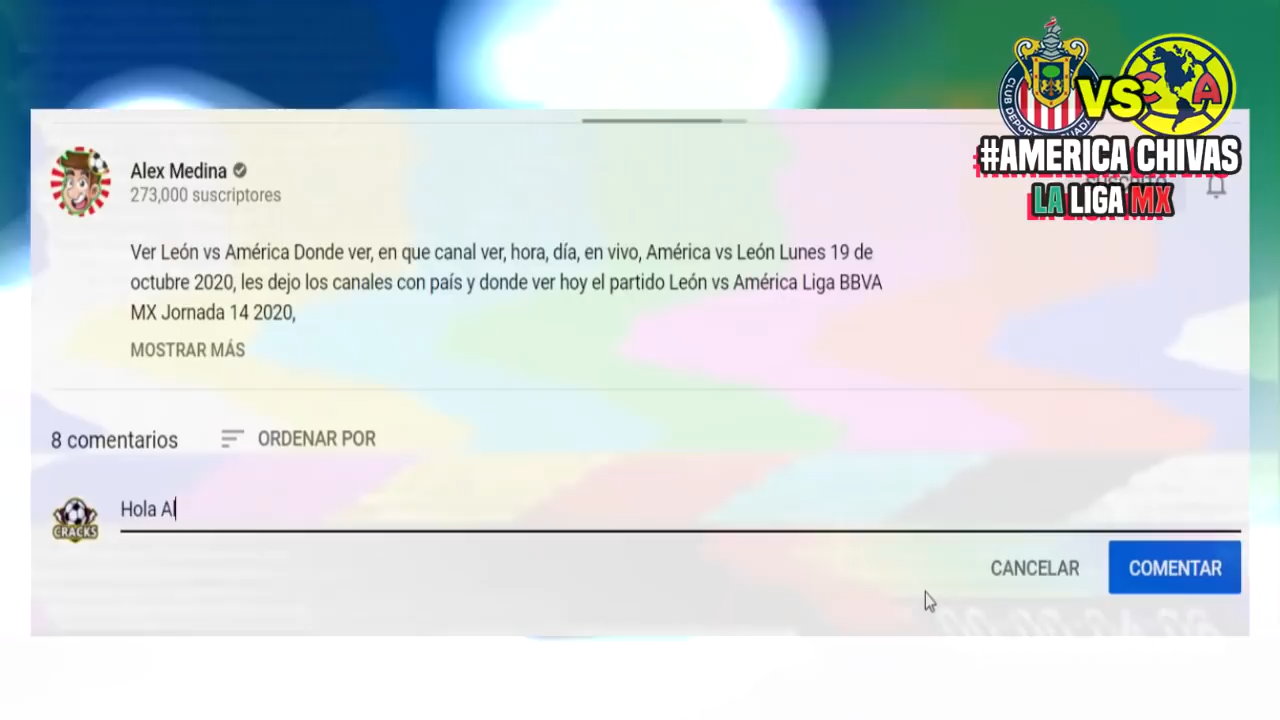 VS
#AMERICA CHIVAS
LA LIGA MX
Alex Medina
273,000 suscriptores
SUSCRITO
Ver León vs América Donde ver, en que canal ver, hora, día, en vivo, América vs León Lunes 19 de
octubre 2020, les dejo los canales con país y donde ver hoy el partido León vs América Liga BBVA
MX Jornada 14 2020,
MOSTRAR MÁS
8 comentarios
ORDENAR POR
CRACKS
Hola Al
CANCELAR
COMENTAR